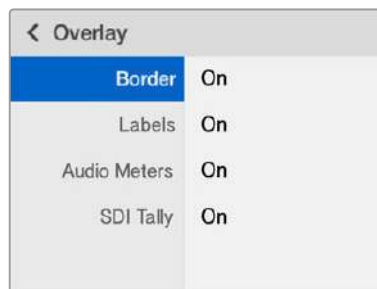 Overlay
Border On
Labels On
Audio Meters On
SDI Tally On